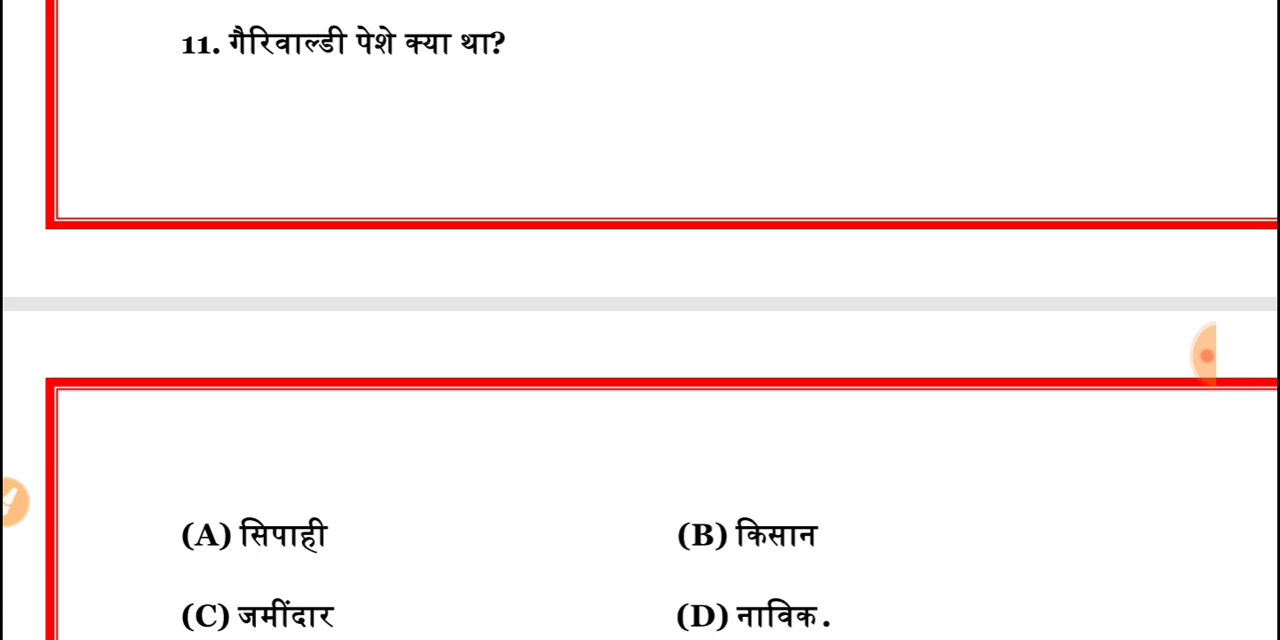 11. गैरिवाल्डी पेशे क्या था?
(A) सिपाही (B) किसान
(C) जमींदार (D) नाविक.